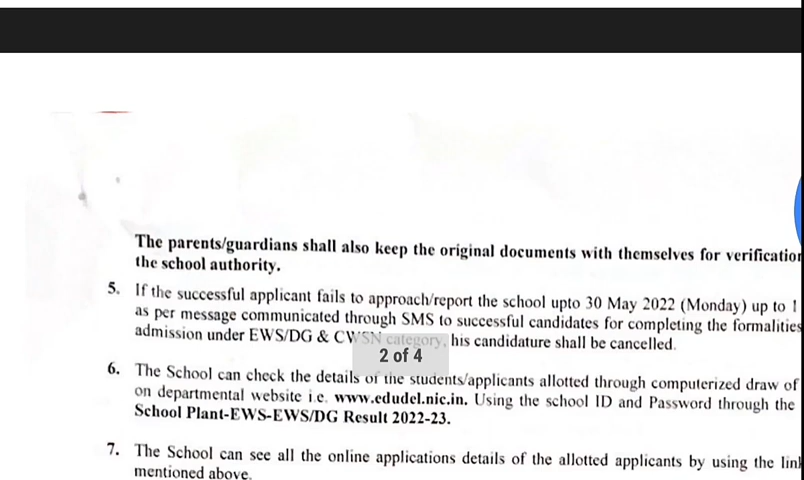 The parents/guardians shall also keep the original documents with themselves for verification
the school authority.
5. If the successful applicant fails to approach/report the school upto 30 May 2022 (Monday) up to 1
as per message communicated through SMS to successful candidates for completing the formalities
admission under EWS/DG & CWSN category, his candidature shall be cancelled.
2 of 4
6. The School can check the details of the students/applicants allotted through computerized draw of
on departmental website i.e. www.edudel.nic.in. Using the school ID and Password through the
School Plant-EWS-EWS/DG Result 2022-23.
7. The School can see all the online applications details of the allotted applicants by using the link
mentioned above.